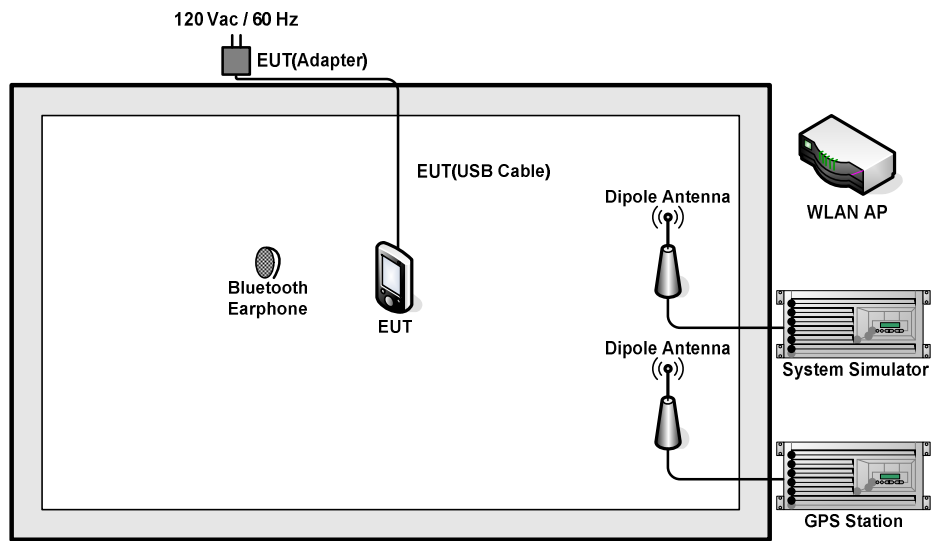 120 Vac / 60 Hz
EUT(Adapter)
EUT(USB Cable)
Dipole Antenna
WLAN AP
Bluetooth
Earphone
EUT
Dipole Antenna
System Simulator
GPS Station